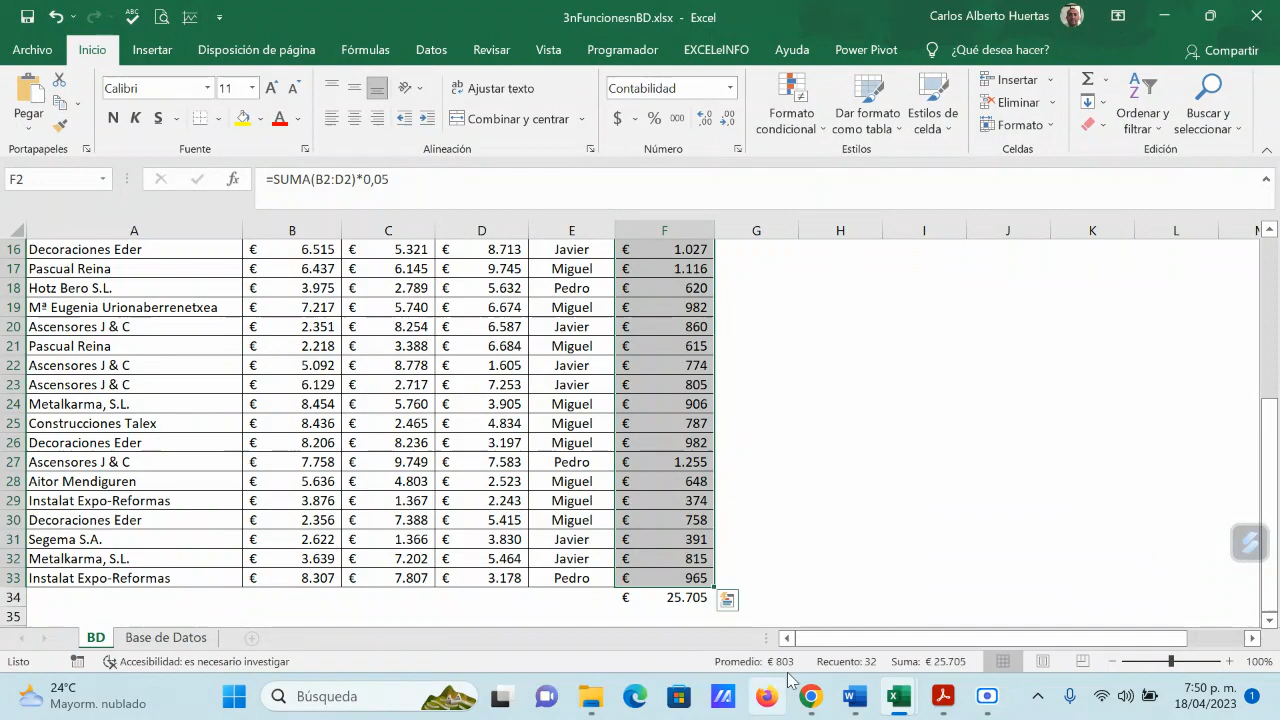 3nFuncionesnBD.xlsx - Excel
Carlos Alberto Huertas
Archivo Inicio Insertar Disposición de página Fórmulas Datos Revisar Vista Programador EXCELeINFO Ayuda Power Pivot ¿Qué desea hacer? Compartir
Pegar
Calibri 11
N K S
Ajustar texto
Combinar y centrar
Contabilidad
$ % 000
Formato condicional
Dar formato como tabla
Estilos de celda
Insertar
Eliminar
Formato
Ordenar y filtrar
Buscar y seleccionar
Portapapeles Fuente Alineación Número Estilos Celdas Edición
F2 fx =SUMA(B2:D2)*0,05
A B C D E F G H I J K L
16 Decoraciones Eder € 6.515 € 5.321 € 8.713 Javier € 1.027
17 Pascual Reina € 6.437 € 6.145 € 9.745 Miguel € 1.116
18 Hotz Bero S.L. € 3.975 € 2.789 € 5.632 Pedro € 620
19 Mª Eugenia Urionaberrenetxea € 7.217 € 5.740 € 6.674 Miguel € 982
20 Ascensores J & C € 2.351 € 8.254 € 6.587 Javier € 860
21 Pascual Reina € 2.218 € 3.388 € 6.684 Miguel € 615
22 Ascensores J & C € 5.092 € 8.778 € 1.605 Javier € 774
23 Ascensores J & C € 6.129 € 2.717 € 7.253 Javier € 805
24 Metalkarma, S.L. € 8.454 € 5.760 € 3.905 Miguel € 906
25 Construcciones Talex € 8.436 € 2.465 € 4.834 Miguel € 787
26 Decoraciones Eder € 8.206 € 8.236 € 3.197 Miguel € 982
27 Ascensores J & C € 7.758 € 9.749 € 7.583 Pedro € 1.255
28 Aitor Mendiguren € 5.636 € 4.803 € 2.523 Miguel € 648
29 Instalat Expo-Reformas € 3.876 € 1.367 € 2.243 Miguel € 374
30 Decoraciones Eder € 2.356 € 7.388 € 5.415 Miguel € 758
31 Segema S.A. € 2.622 € 1.366 € 3.830 Javier € 391
32 Metalkarma, S.L. € 3.639 € 7.202 € 5.464 Javier € 815
33 Instalat Expo-Reformas € 8.307 € 7.807 € 3.178 Pedro € 965
34 € 25.705
35
BD Base de Datos
Listo Accesibilidad: es necesario investigar Promedio: € 803 Recuento: 32 Suma: € 25.705 100%
24°C
Mayorm. nublado
Búsqueda
7:50 p. m.
18/04/2023
1